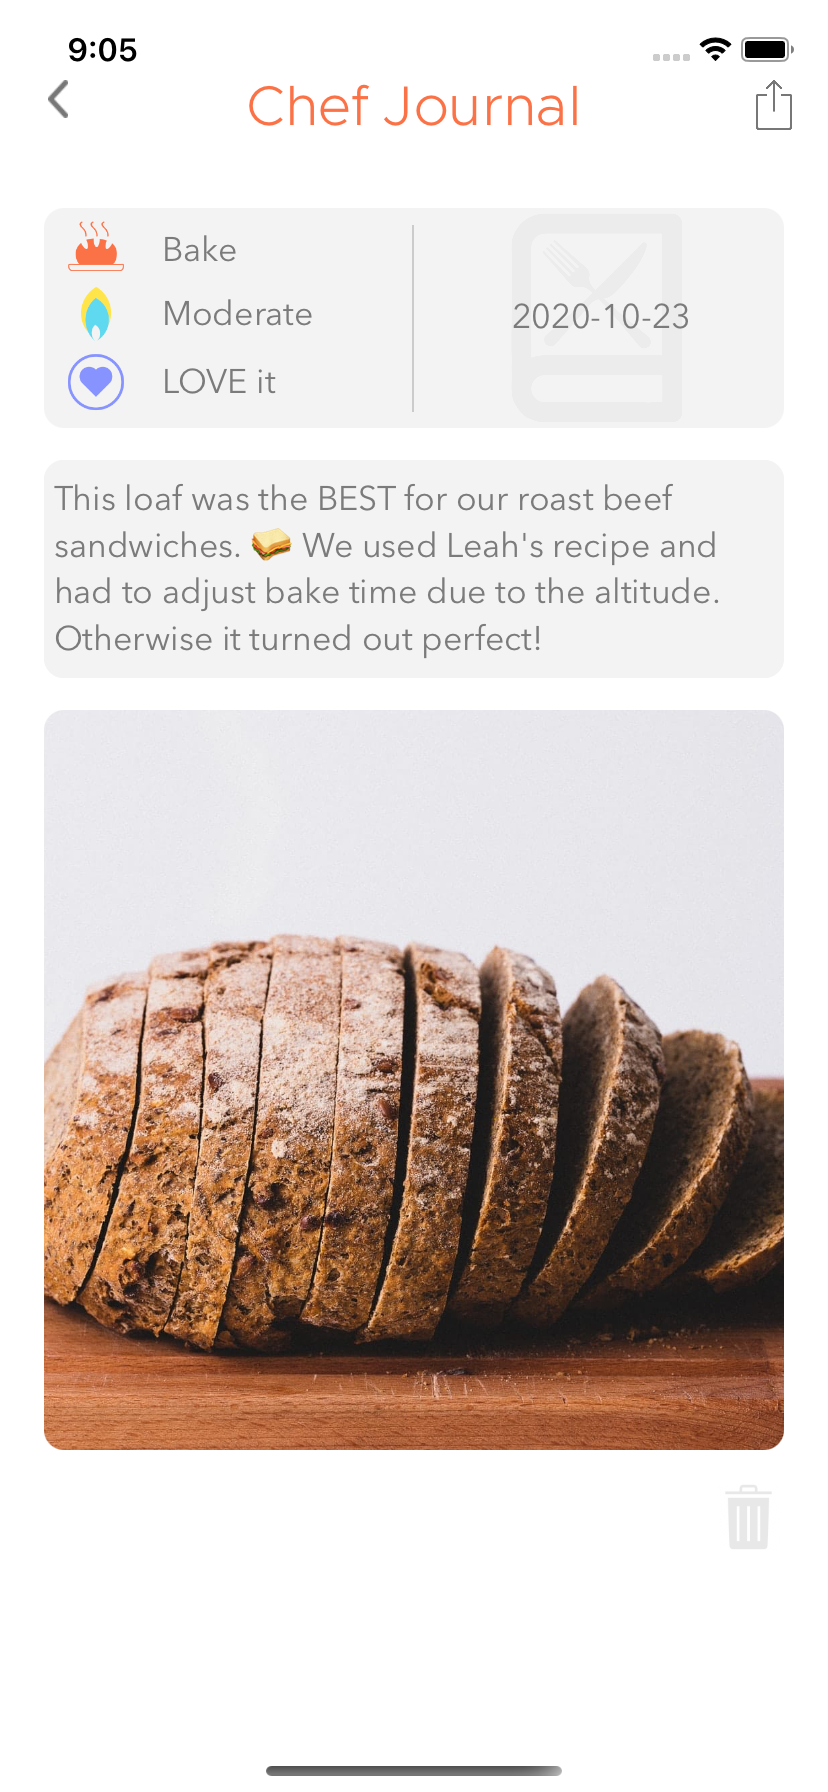 9:05
Chef Journal
Bake
Moderate
LOVE it
2020-10-23
This loaf was the BEST for our roast beef
sandwiches. 🥪 We used Leah's recipe and
had to adjust bake time due to the altitude.
Otherwise it turned out perfect!